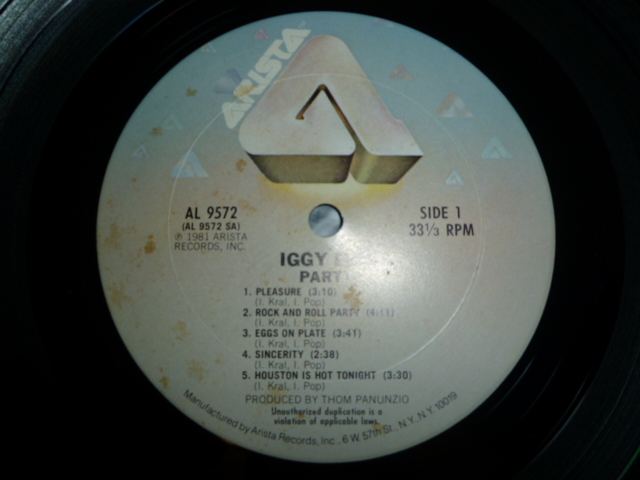 ARISTA
AL 9572
(AL 9572 SA)
℗ 1981 ARISTA
RECORDS, INC.
SIDE 1
33 1/3 RPM
IGGY
PARTY
1. PLEASURE (3:10)
(I. Kral, I. Pop)
2. ROCK AND ROLL PARTY (4:11)
(I. Kral, I. Pop)
3. EGGS ON PLATE (3:41)
(I. Kral, I. Pop)
4. SINCERITY (2:38)
(I. Kral, I. Pop)
5. HOUSTON IS HOT TONIGHT (3:30)
(I. Kral, I. Pop)
PRODUCED BY THOM PANUNZIO
Unauthorized duplication is a
violation of applicable laws.
Manufactured by Arista Records, Inc., 6 W 57th St., N.Y., N.Y. 10019